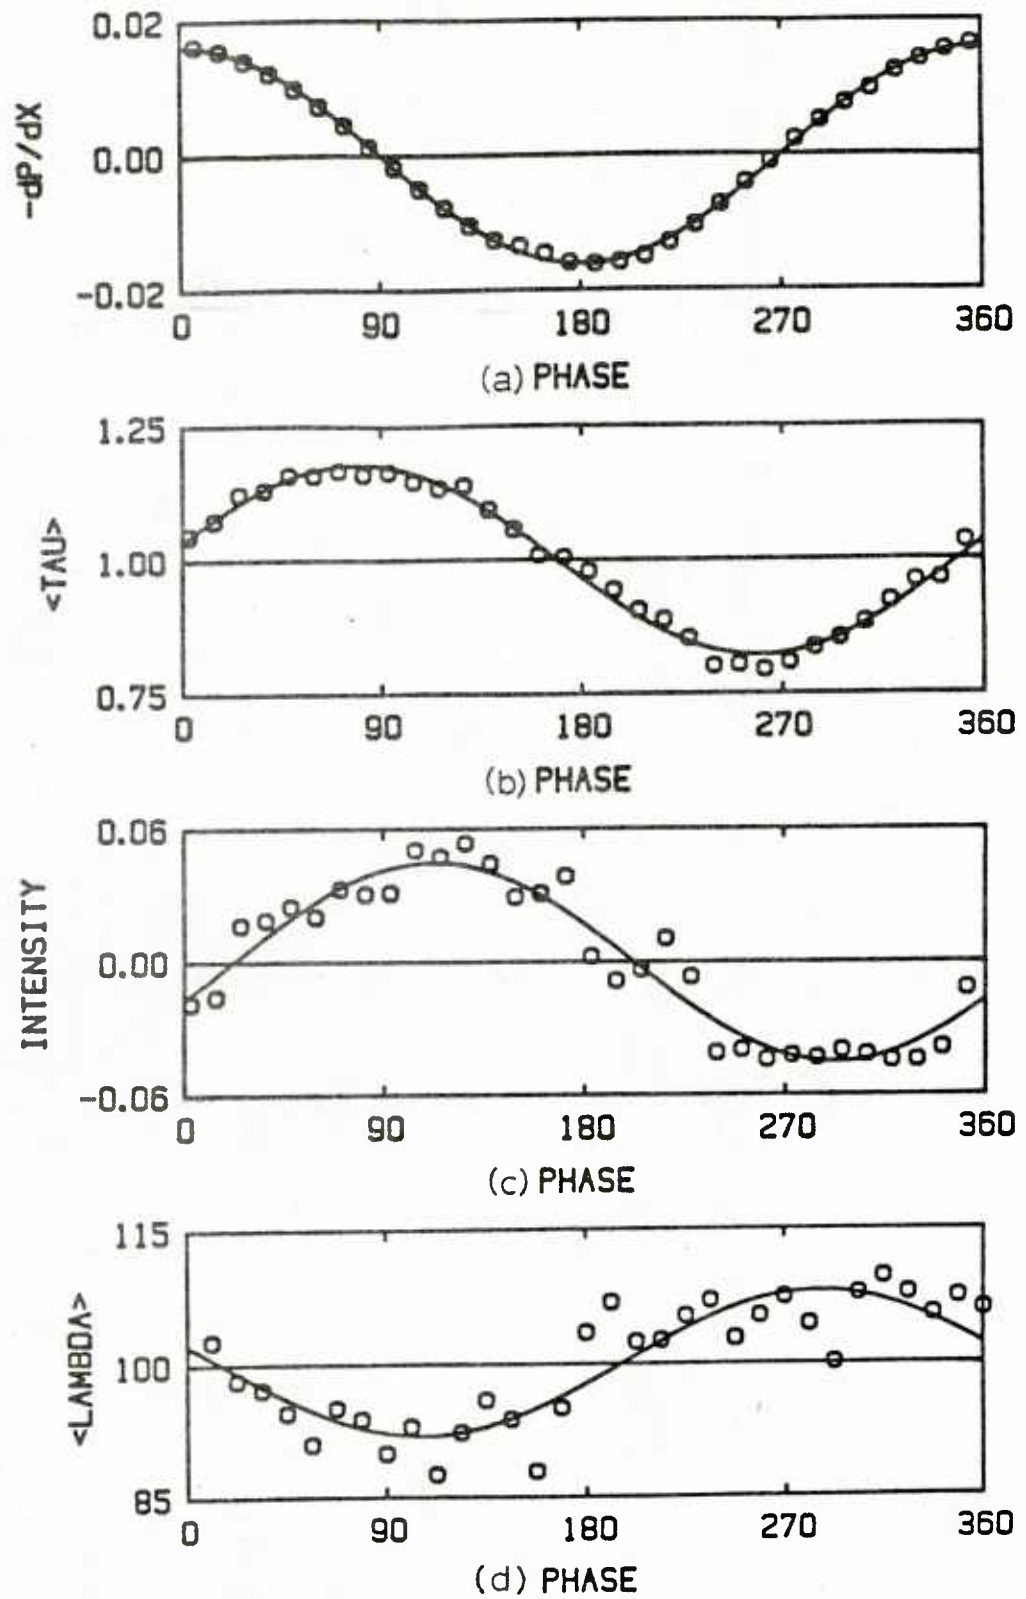 0.02
-dP/dX
0.00
-0.02
0 90 180 270 360
(a) PHASE
1.25
<TAU>
1.00
0.75
0 90 180 270 360
(b) PHASE
0.06
INTENSITY
0.00
-0.06
0 90 180 270 360
(c) PHASE
115
<LAMBDA>
100
85
0 90 180 270 360
(d) PHASE